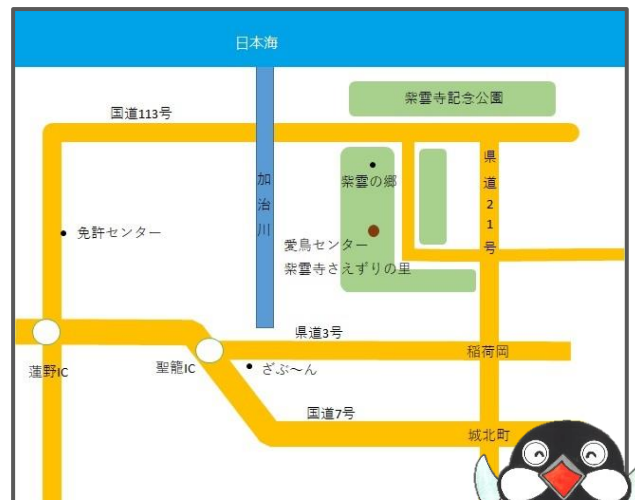 日本海
紫雲寺記念公園
国道113号
県道21号
加治川
紫雲の郷
免許センター
愛鳥センター
紫雲寺さえずりの里
県道3号
稲荷岡
蓮野IC
聖籠IC
ざぶ～ん
国道7号
城北町